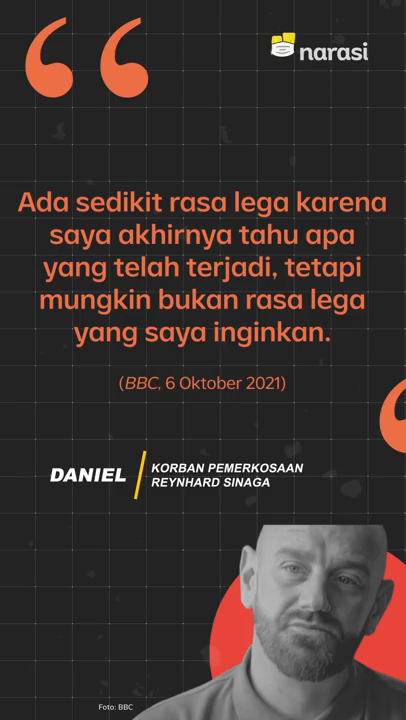 narasi
Ada sedikit rasa lega karena
saya akhirnya tahu apa
yang telah terjadi, tetapi
mungkin bukan rasa lega
yang saya inginkan.
(BBC, 6 Oktober 2021)
DANIEL
KORBAN PEMERKOSAAN
REYNHARD SINAGA
Foto: BBC